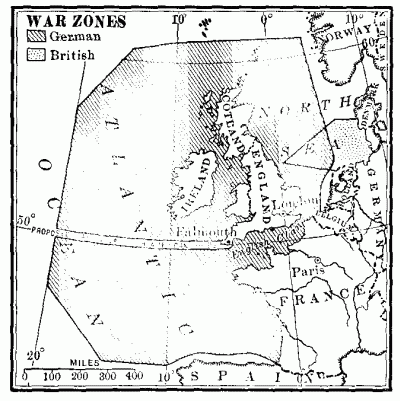 WAR ZONES
German
British
10°
0°
10°
NORWAY
60
NORTH
SEA
DENMARK
SCOTLAND
ENGLAND
IRELAND
London
GERMANY
ATLANTIC
OCEAN
50°
Falmouth
Paris
FRANCE
20°
MILES
0 100 200 300 400
10°
SPAIN